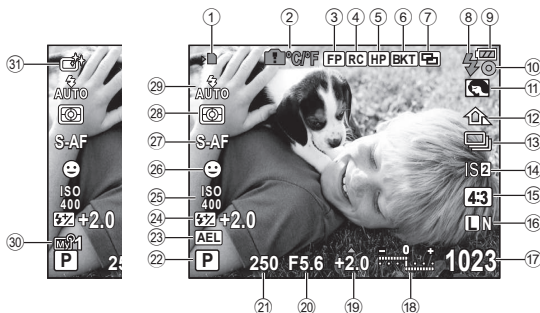 ① ② ③ ④ ⑤ ⑥ ⑦ ⑧ ⑨
°C/°F FP RC HP BKT
⑩
⑪
⑫
⑬
IS2 ⑭
4:3 ⑮
LN ⑯
1023 ⑰
㉛
AUTO
S-AF
ISO
400
+2.0
㉚ My1
P 25
㉙ AUTO
㉘
㉗ S-AF
㉖
㉕ ISO
400
㉔ +2.0
㉓ AEL
㉒ P 250 F5.6 +2.0 - 0 +
㉑ ⑳ ⑲ ⑱